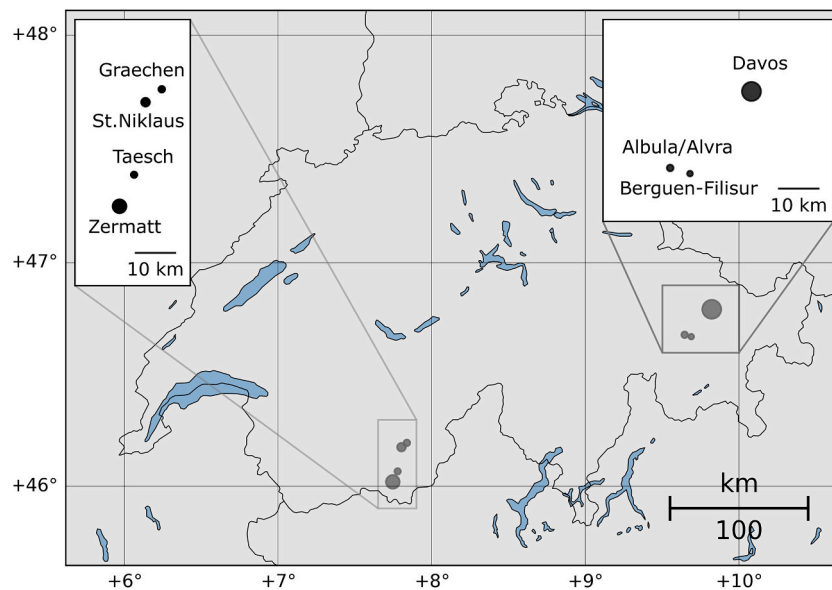 +48°
+47°
+46°
Graechen
St.Niklaus
Taesch
Zermatt
10 km
Davos
Albula/Alvra
Berguen-Filisur
10 km
km
100
+6°
+7°
+8°
+9°
+10°